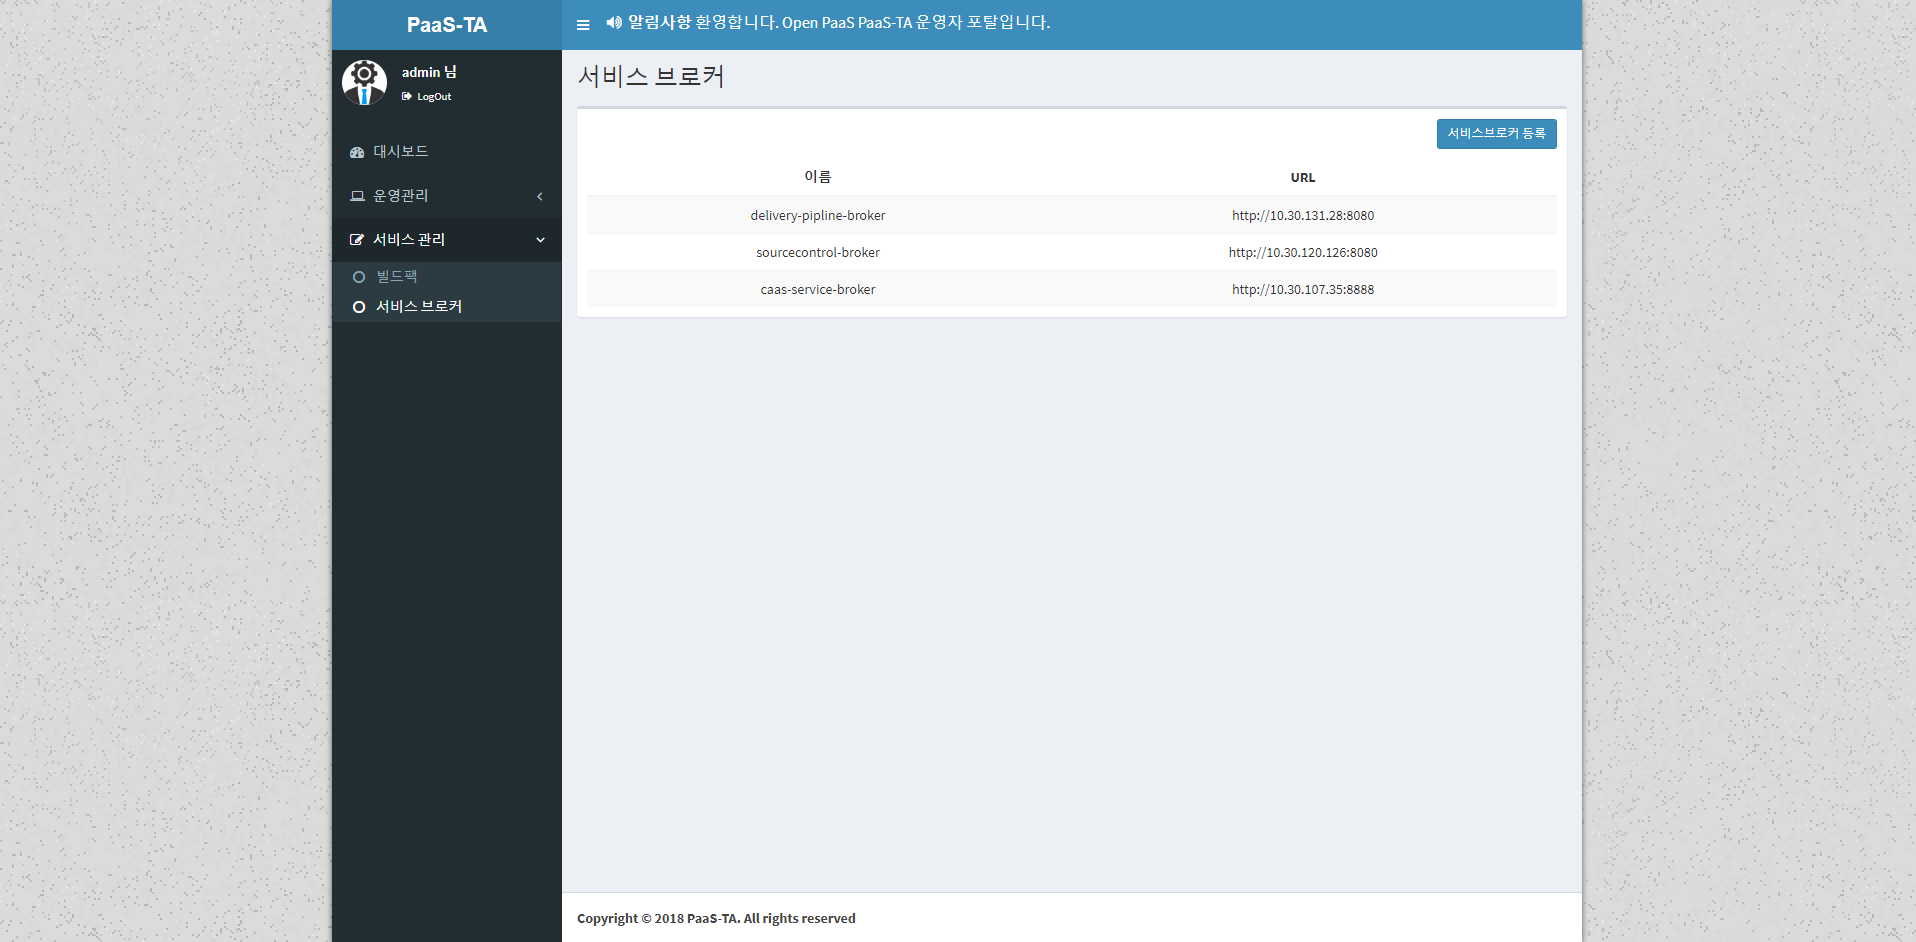 PaaS-TA
알림사항 환영합니다. Open PaaS PaaS-TA 운영자 포탈입니다.
admin 님
LogOut
대시보드
운영관리
서비스 관리
빌드팩
서비스 브로커
서비스 브로커
서비스브로커 등록
이름 URL
delivery-pipline-broker http://10.30.131.28:8080
sourcecontrol-broker http://10.30.120.126:8080
caas-service-broker http://10.30.107.35:8888
Copyright © 2018 PaaS-TA. All rights reserved